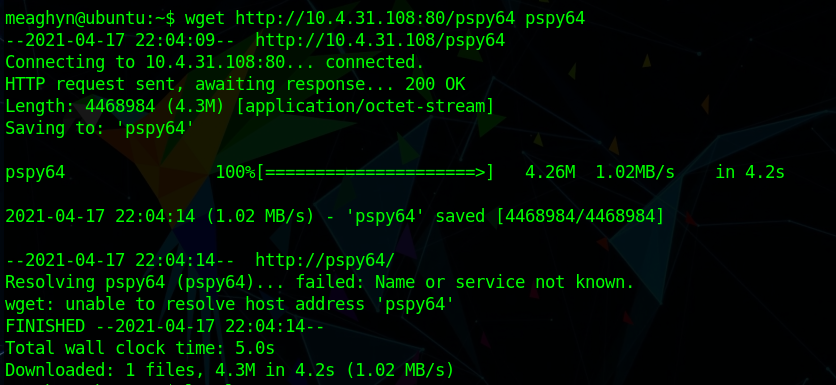 meaghyn@ubuntu:~$ wget http://10.4.31.108:80/pspy64 pspy64
--2021-04-17 22:04:09--  http://10.4.31.108/pspy64
Connecting to 10.4.31.108:80... connected.
HTTP request sent, awaiting response... 200 OK
Length: 4468984 (4.3M) [application/octet-stream]
Saving to: 'pspy64'
pspy64               100%[=====================>]   4.26M  1.02MB/s    in 4.2s
2021-04-17 22:04:14 (1.02 MB/s) - 'pspy64' saved [4468984/4468984]
--2021-04-17 22:04:14--  http://pspy64/
Resolving pspy64 (pspy64)... failed: Name or service not known.
wget: unable to resolve host address 'pspy64'
FINISHED --2021-04-17 22:04:14--
Total wall clock time: 5.0s
Downloaded: 1 files, 4.3M in 4.2s (1.02 MB/s)